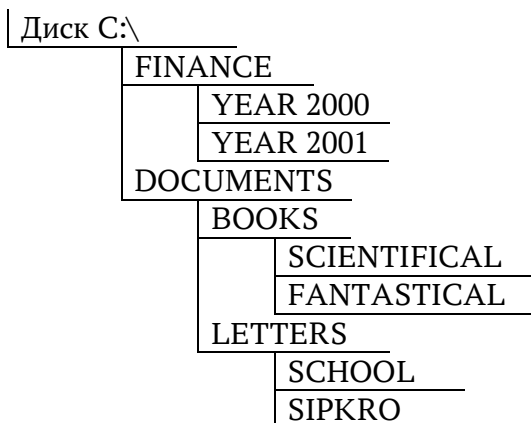 Диск C:\
FINANCE
YEAR 2000
YEAR 2001
DOCUMENTS
BOOKS
SCIENTIFICAL
FANTASTICAL
LETTERS
SCHOOL
SIPKRO